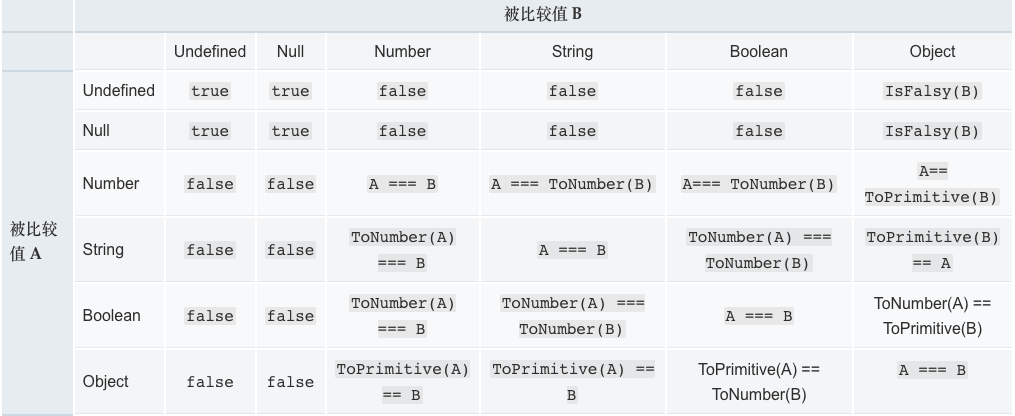 被比较值 B
Undefined Null Number String Boolean Object
Undefined true true false false false IsFalsy(B)
Null true true false false false IsFalsy(B)
被比较
值 A
Number false false A === B A === ToNumber(B) A=== ToNumber(B) A==
ToPrimitive(B)
String false false ToNumber(A)
=== B
A === B
ToNumber(A) ===
ToNumber(B)
ToPrimitive(B)
== A
Boolean false false ToNumber(A)
=== B
ToNumber(A) ===
ToNumber(B)
A === B
ToNumber(A) ==
ToPrimitive(B)
Object false false ToPrimitive(A)
== B
ToPrimitive(A) ==
B
ToPrimitive(A) ==
ToNumber(B)
A === B